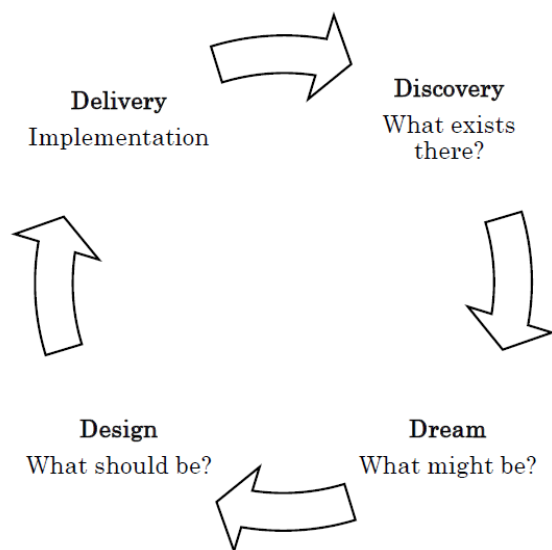 Delivery
Implementation
Discovery
What exists
there?
Design
What should be?
Dream
What might be?